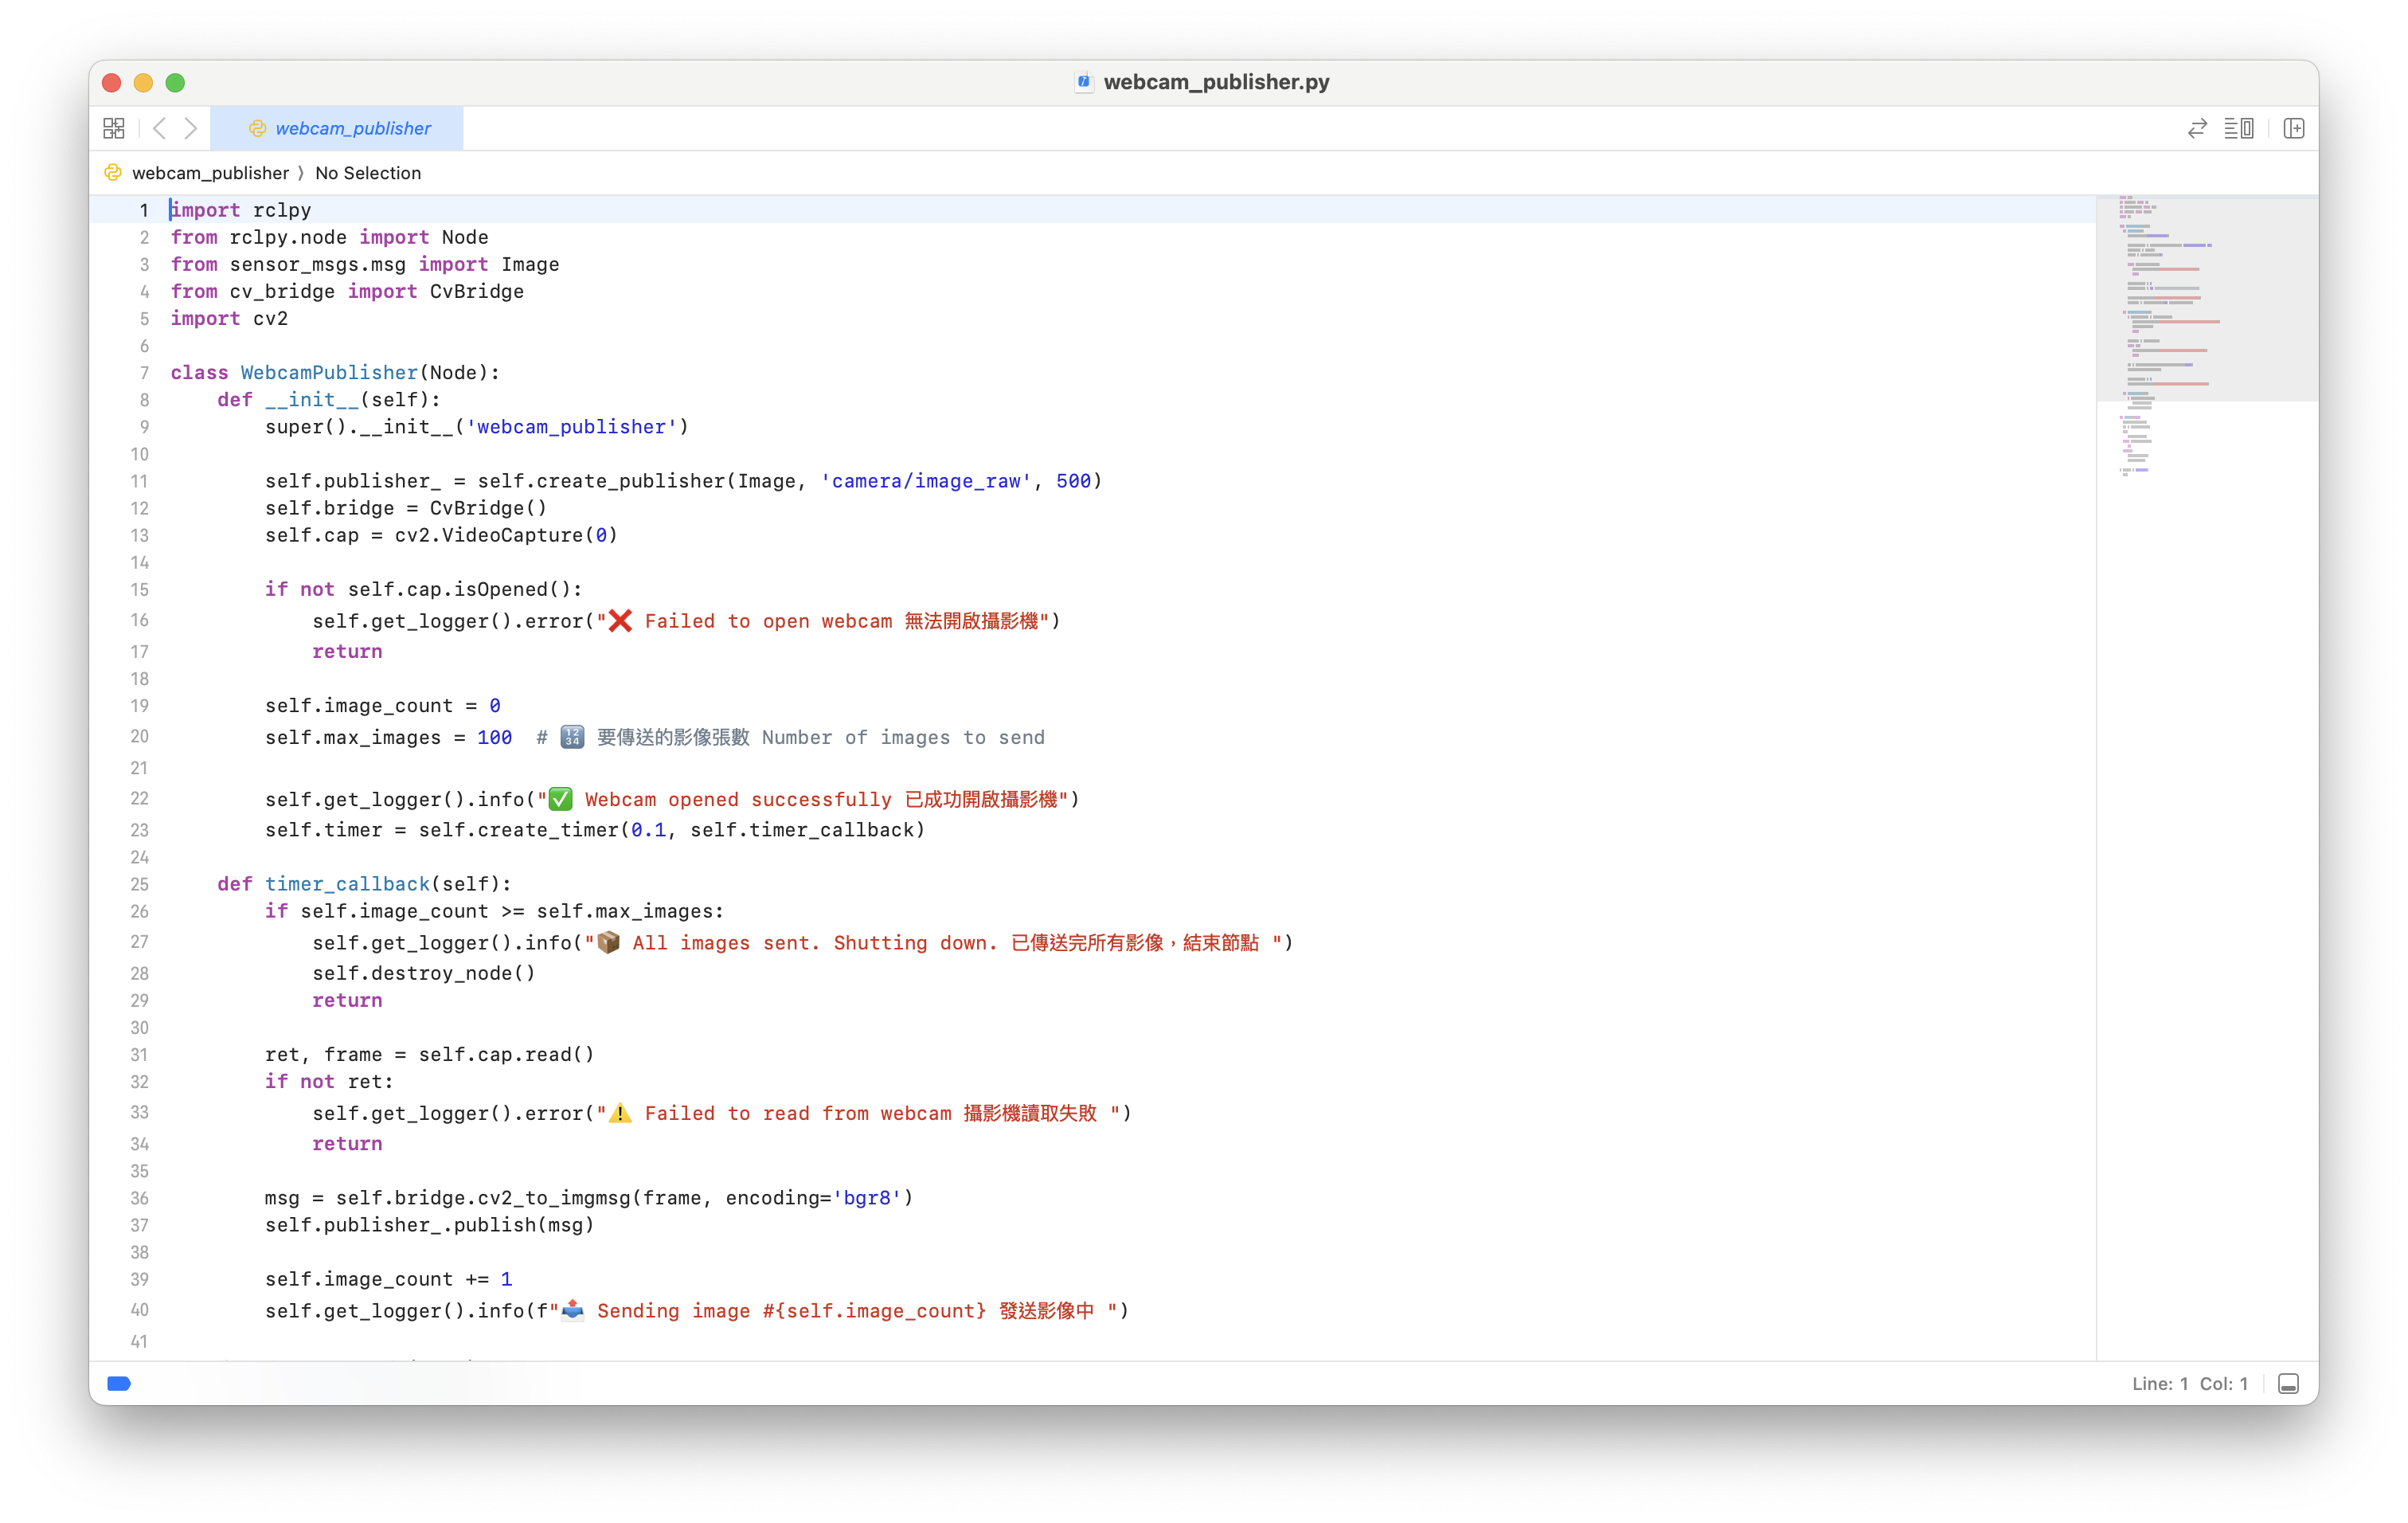 webcam_publisher.py
webcam_publisher
webcam_publisher 〉 No Selection
1 import rclpy
2 from rclpy.node import Node
3 from sensor_msgs.msg import Image
4 from cv_bridge import CvBridge
5 import cv2
6
7 class WebcamPublisher(Node):
8     def __init__(self):
9         super().__init__('webcam_publisher')
10
11         self.publisher_ = self.create_publisher(Image, 'camera/image_raw', 500)
12         self.bridge = CvBridge()
13         self.cap = cv2.VideoCapture(0)
14
15         if not self.cap.isOpened():
16             self.get_logger().error("❌ Failed to open webcam 無法開啟攝影機")
17             return
18
19         self.image_count = 0
20         self.max_images = 100  # 🔢 要傳送的影像張數 Number of images to send
21
22         self.get_logger().info("✅ Webcam opened successfully 已成功開啟攝影機")
23         self.timer = self.create_timer(0.1, self.timer_callback)
24
25     def timer_callback(self):
26         if self.image_count >= self.max_images:
27             self.get_logger().info("📦 All images sent. Shutting down. 已傳送完所有影像，結束節點 ")
28             self.destroy_node()
29             return
30
31         ret, frame = self.cap.read()
32         if not ret:
33             self.get_logger().error("⚠️ Failed to read from webcam 攝影機讀取失敗 ")
34             return
35
36         msg = self.bridge.cv2_to_imgmsg(frame, encoding='bgr8')
37         self.publisher_.publish(msg)
38
39         self.image_count += 1
40         self.get_logger().info(f"📤 Sending image #{self.image_count} 發送影像中 ")
41
Line: 1  Col: 1